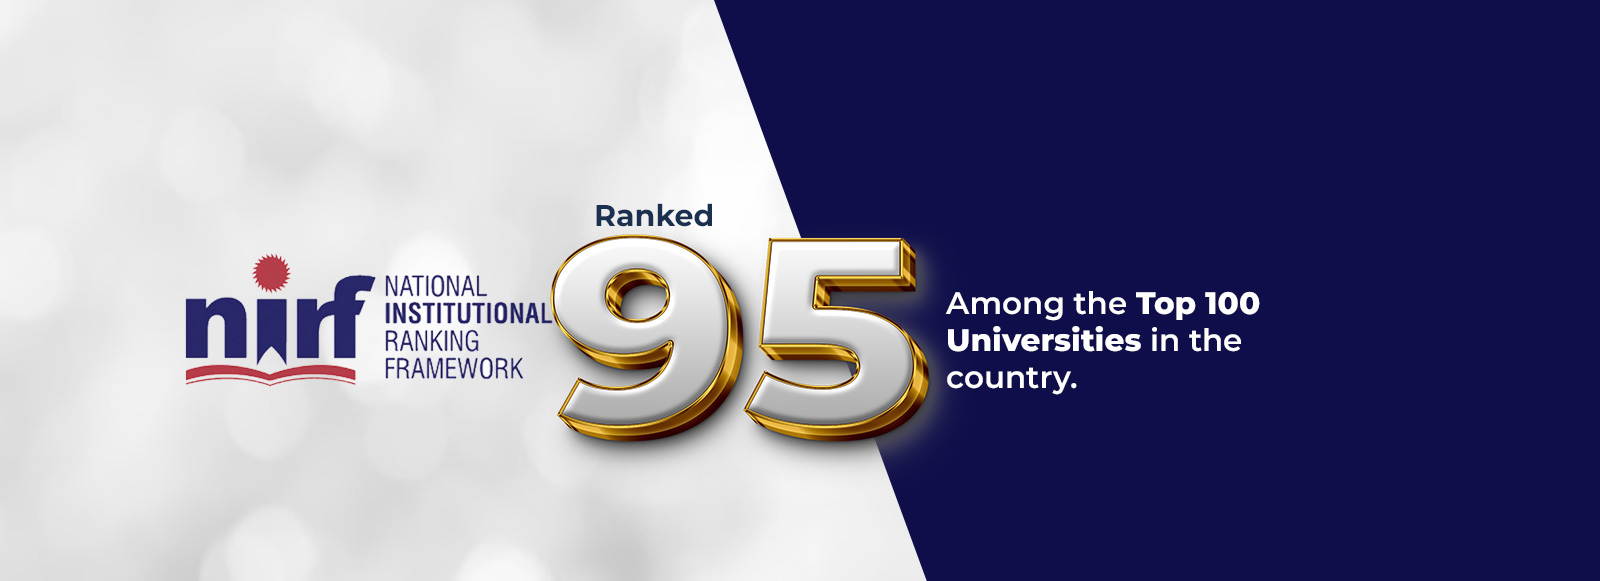 nirf
NATIONAL
INSTITUTIONAL
RANKING
FRAMEWORK
Ranked
95
Among the Top 100
Universities in the
country.